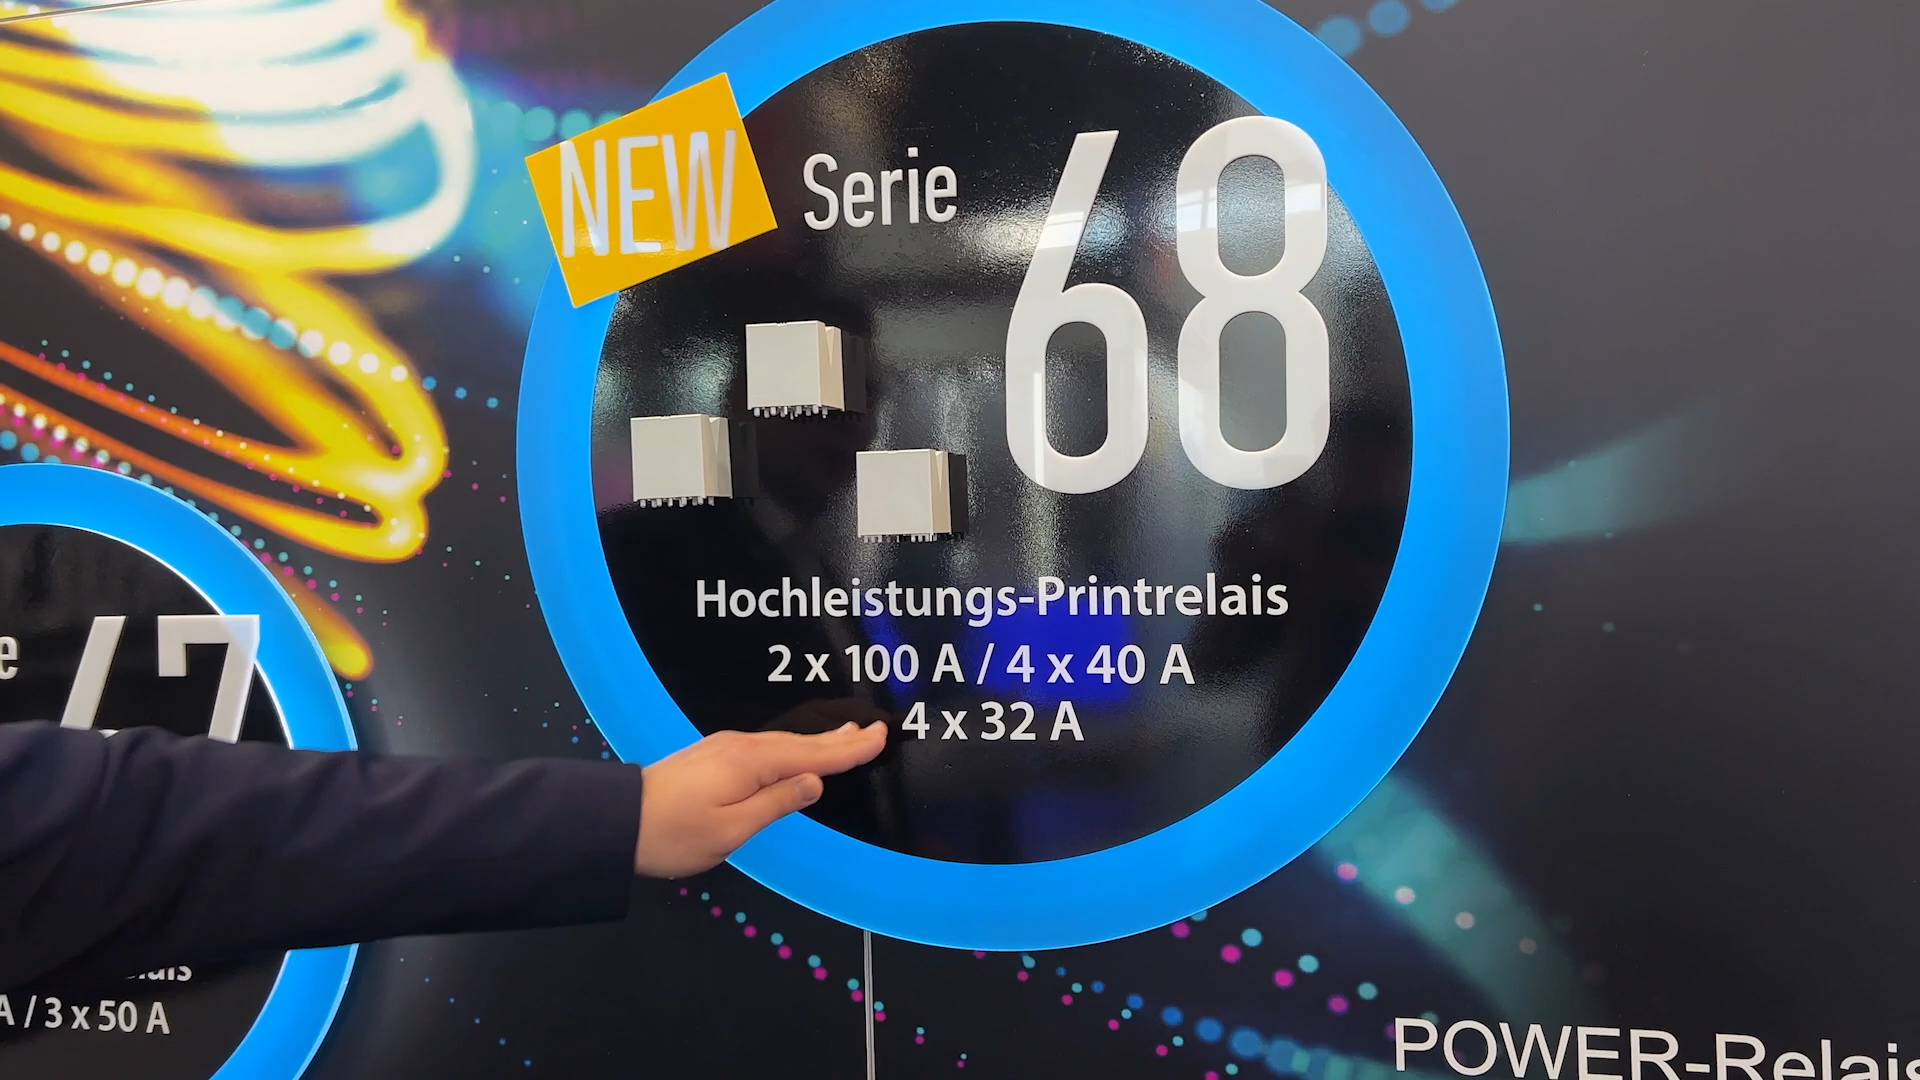 NEW
Serie 68
Hochleistungs-Printrelais
2 x 100 A / 4 x 40 A
4 x 32 A
A / 3 x 50 A
POWER-Relais